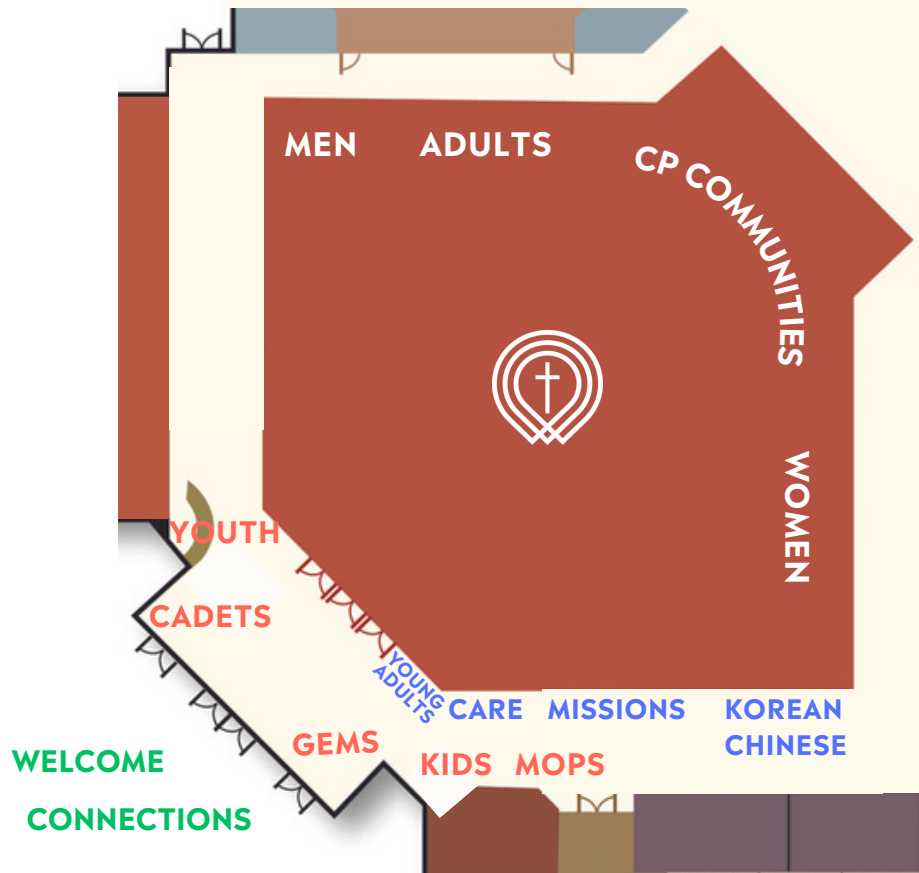 MEN
ADULTS
CP COMMUNITIES
WOMEN
YOUTH
CADETS
YOUNG
ADULTS
CARE
MISSIONS
KOREAN
CHINESE
GEMS
KIDS
MOPS
WELCOME
CONNECTIONS